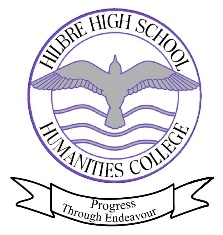 HILBRE HIGH SCHOOL
HUMANITIES COLLEGE
Progress
Through Endeavour